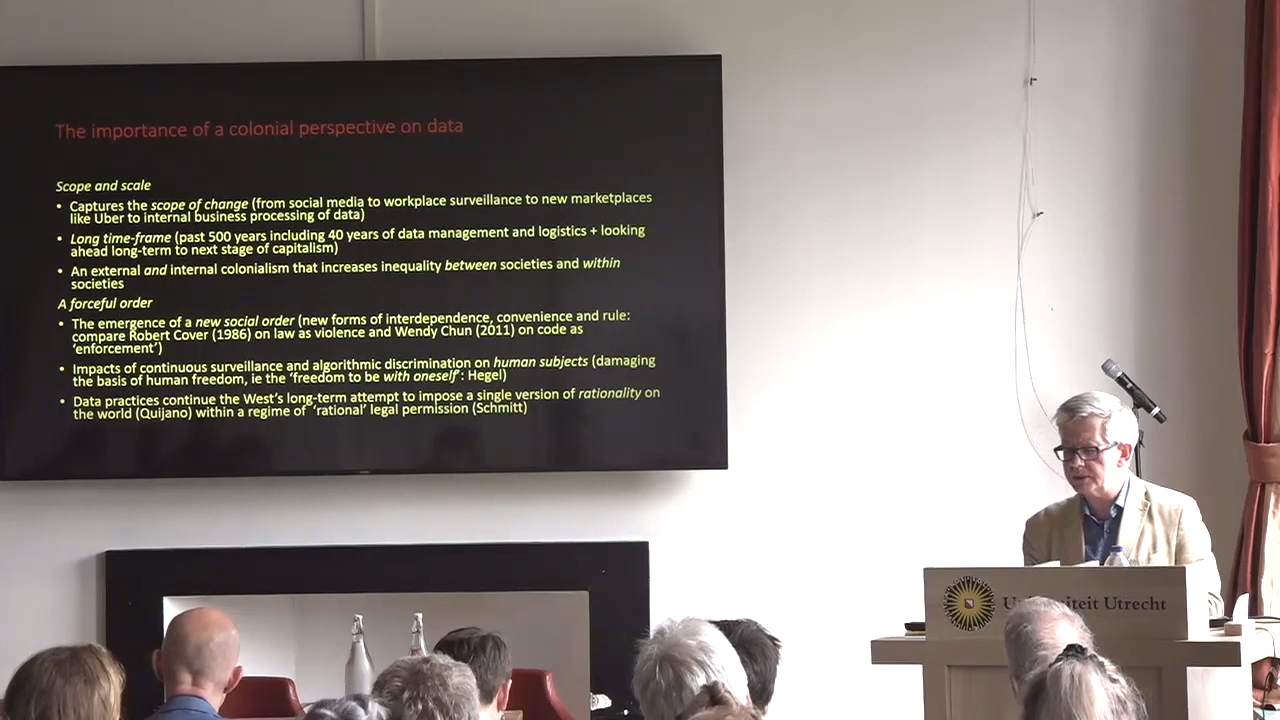 The importance of a colonial perspective on data
Scope and scale
• Captures the scope of change (from social media to workplace surveillance to new marketplaces
like Uber to internal business processing of data)
• Long time-frame (past 500 years including 40 years of data management and logistics + looking
ahead long-term to next stage of capitalism)
• An external and internal colonialism that increases inequality between societies and within
societies
A forceful order
• The emergence of a new social order (new forms of interdependence, convenience and rule:
compare Robert Cover (1986) on law as violence and Wendy Chun (2011) on code as
‘enforcement’)
• Impacts of continuous surveillance and algorithmic discrimination on human subjects (damaging
the basis of human freedom, ie the ‘freedom to be with oneself’: Hegel)
• Data practices continue the West’s long-term attempt to impose a single version of rationality on
the world (Quijano) within a regime of ‘rational’ legal permission (Schmitt)
Universiteit Utrecht